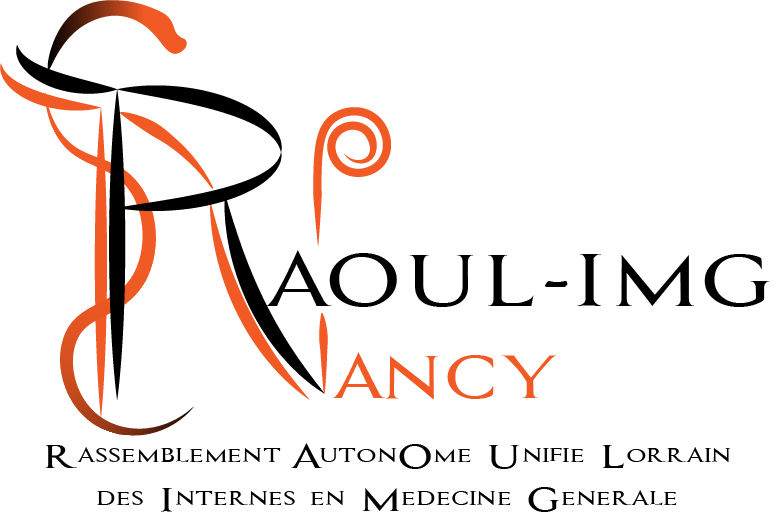 RAOUL-IMG
NANCY
RASSEMBLEMENT AUTONOME UNIFIE LORRAIN
DES INTERNES EN MEDECINE GENERALE